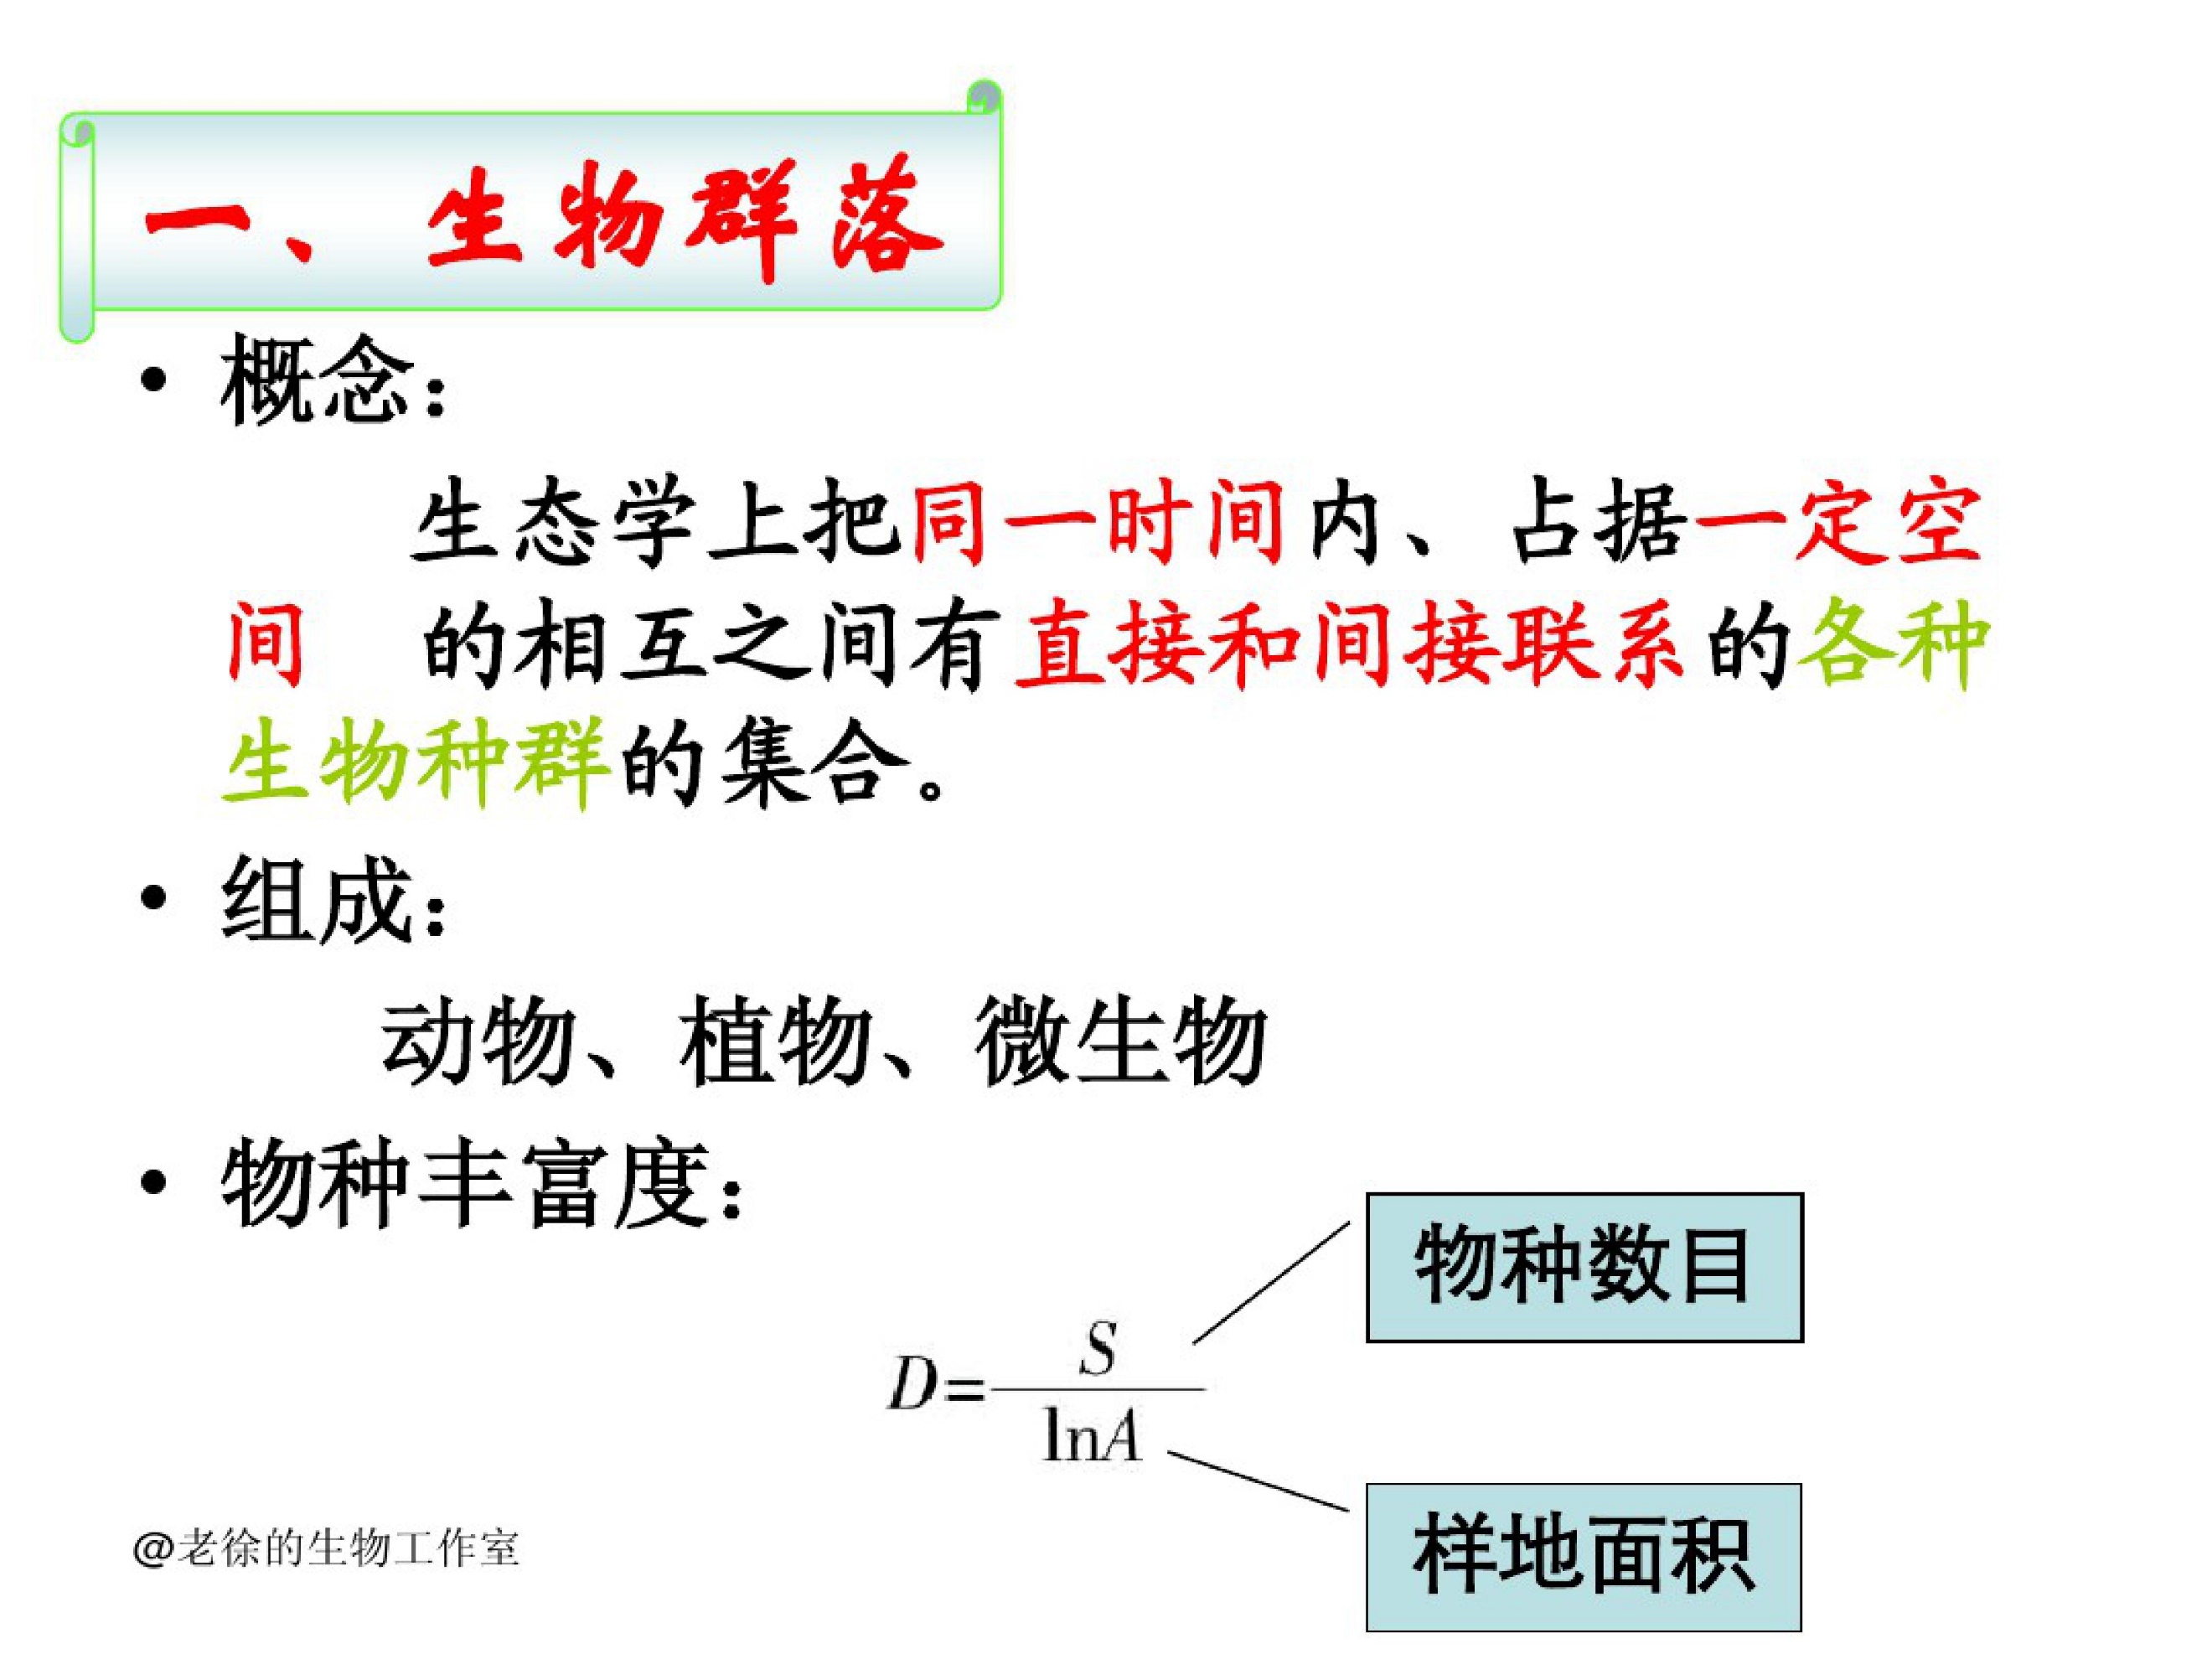 一、生物群落
• 概念：
生态学上把同一时间内、占据一定空
间 的相互之间有直接和间接联系的各种
生物种群的集合。
• 组成：
动物、植物、微生物
• 物种丰富度：
物种数目
D=S/lnA
样地面积
@老徐的生物工作室